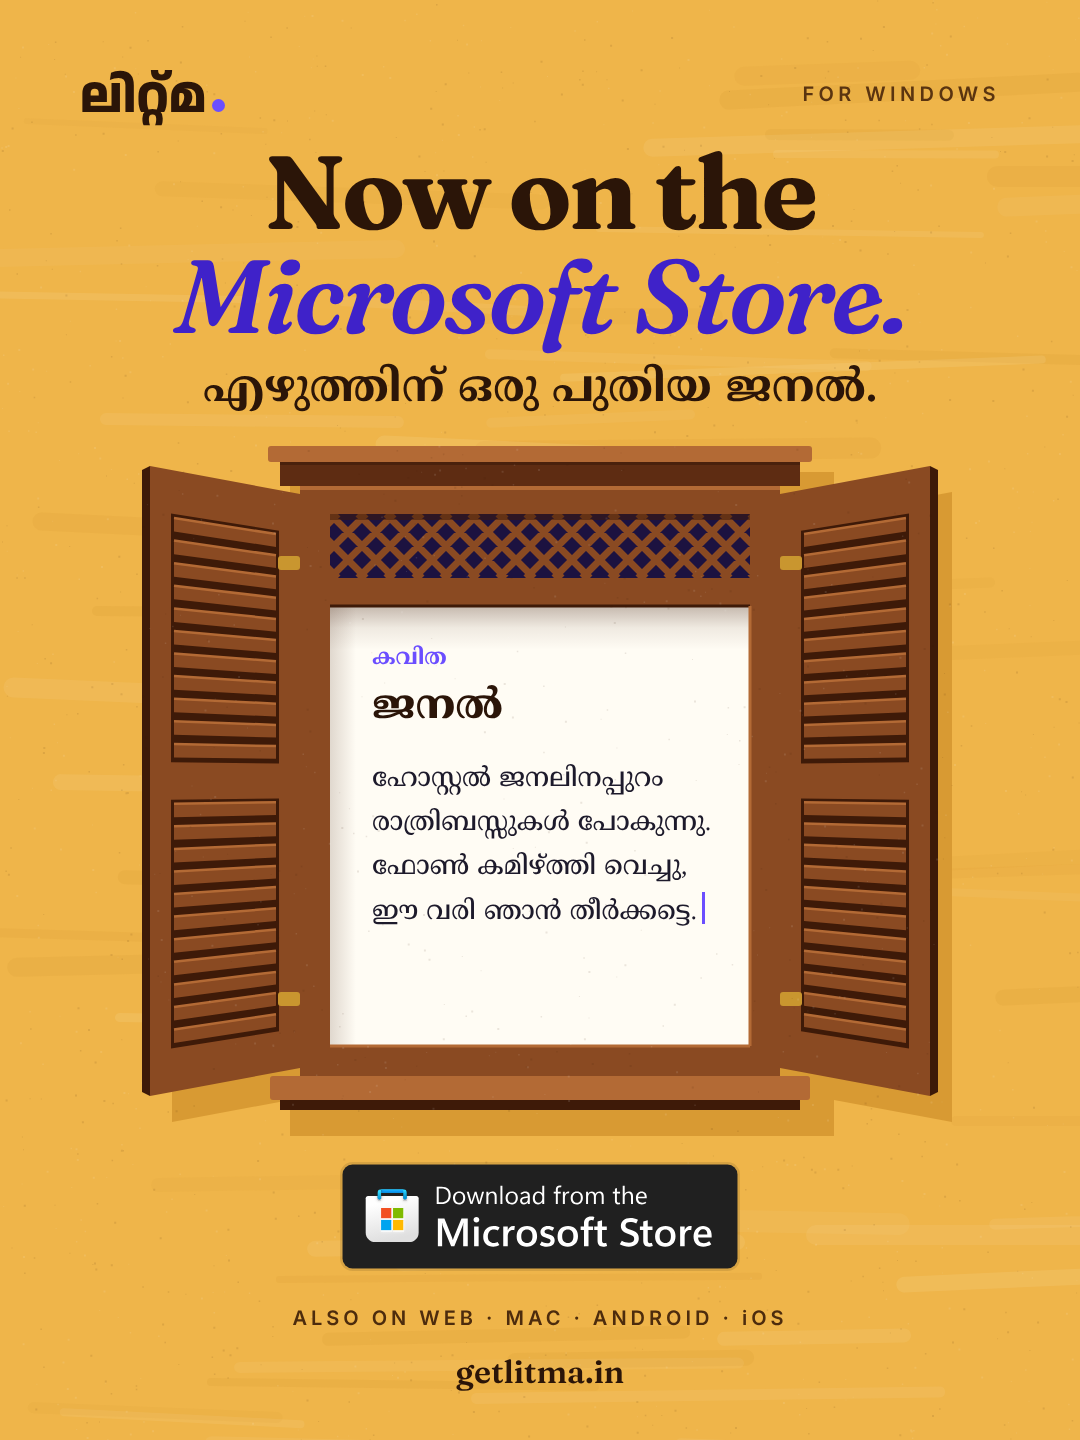 ലിറ്റ്മ.
FOR WINDOWS
Now on the
Microsoft Store.
എഴുത്തിന് ഒരു പുതിയ ജനൽ.
കവിത
ജനൽ
ഹോസ്റ്റൽ ജനലിനപ്പുറം
രാത്രിബസ്സുകൾ പോകുന്നു.
ഫോൺ കമിഴ്ത്തി വെച്ചു,
ഈ വരി ഞാൻ തീർക്കട്ടെ.
Download from the
Microsoft Store
ALSO ON WEB · MAC · ANDROID · iOS
getlitma.in